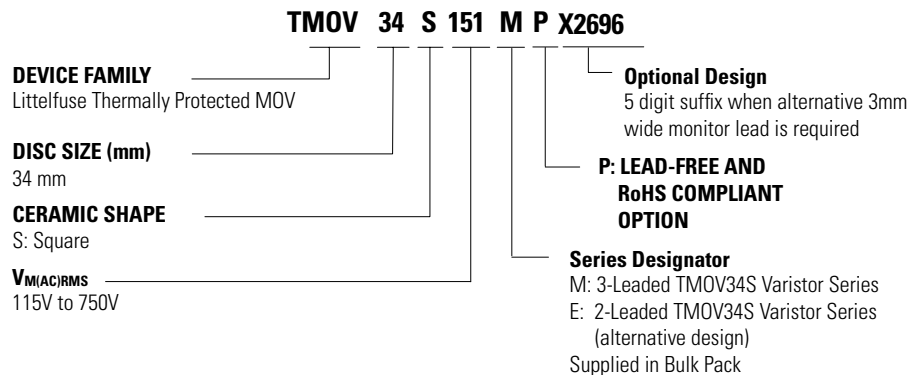 TMOV 34 S 151 M P X2696
DEVICE FAMILY
Littelfuse Thermally Protected MOV
DISC SIZE (mm)
34 mm
CERAMIC SHAPE
S: Square
VM(AC)RMS
115V to 750V
Optional Design
5 digit suffix when alternative 3mm
wide monitor lead is required
P: LEAD-FREE AND
RoHS COMPLIANT
OPTION
Series Designator
M: 3-Leaded TMOV34S Varistor Series
E: 2-Leaded TMOV34S Varistor Series
(alternative design)
Supplied in Bulk Pack